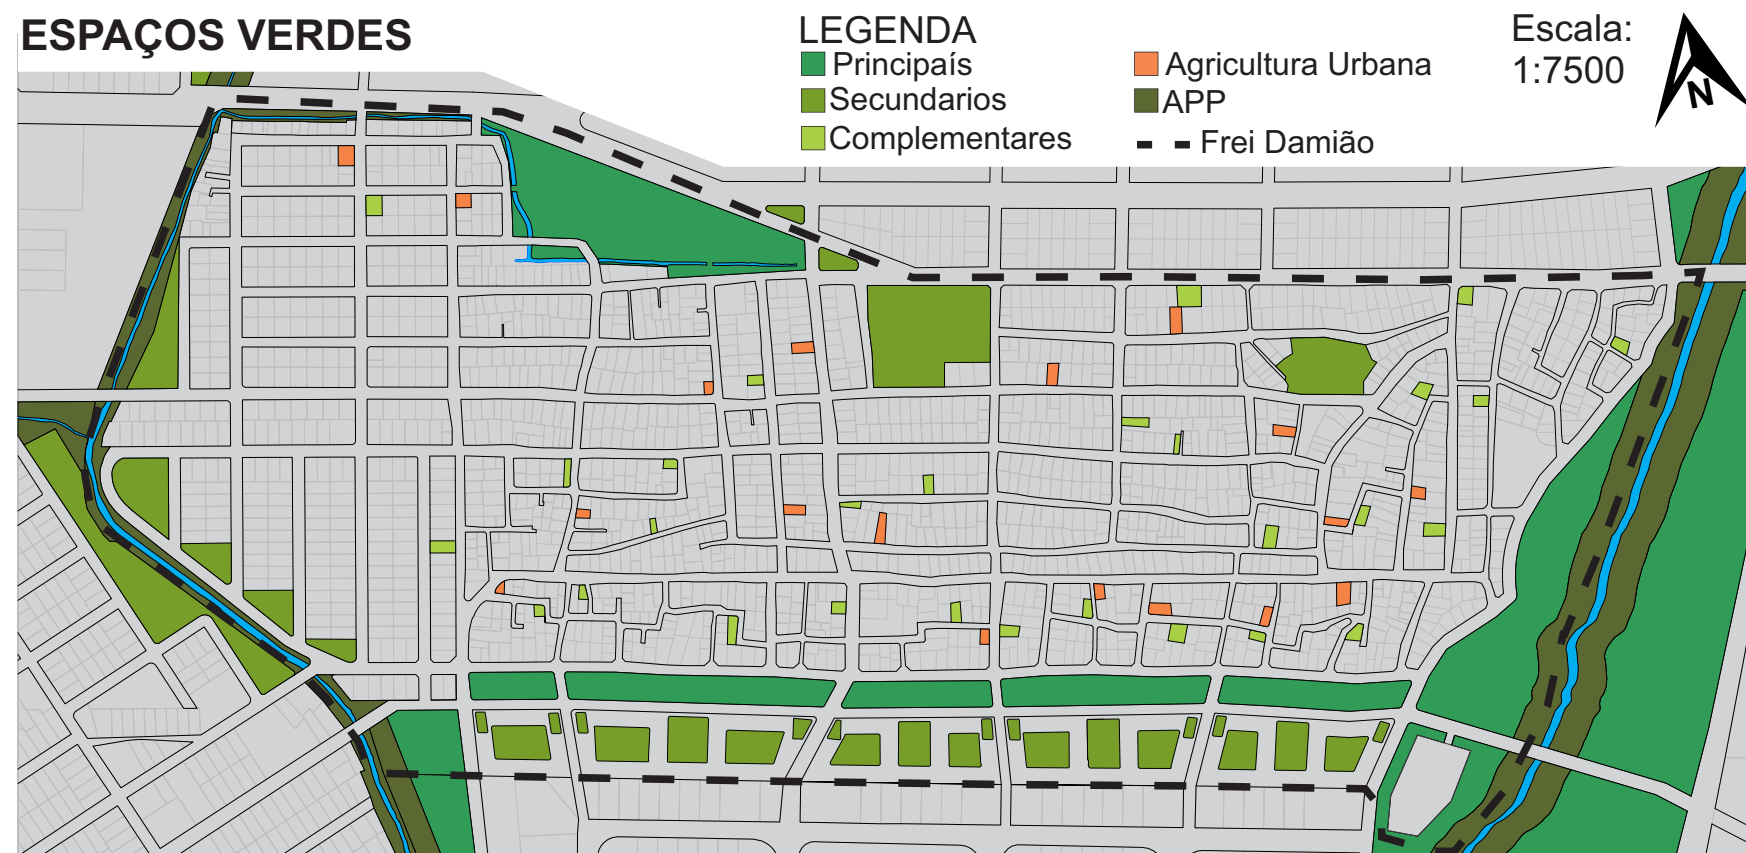 ESPAÇOS VERDES
LEGENDA
Principaís
Secundarios
Complementares
Agricultura Urbana
APP
Frei Damião
Escala:
1:7500
N